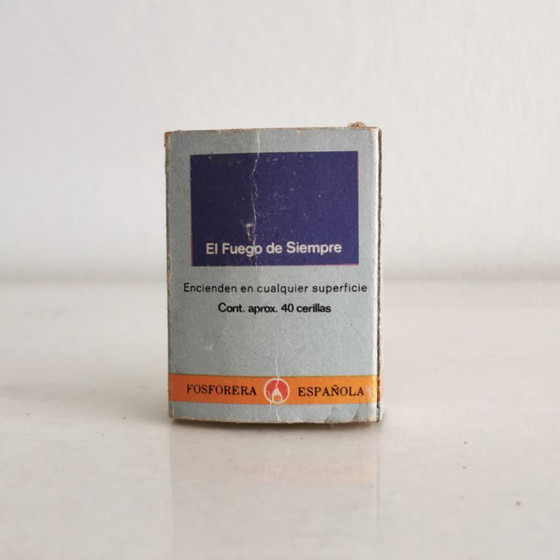 El Fuego de Siempre
Encienden en cualquier superficie
Cont. aprox. 40 cerillas
FOSFORERA ESPAÑOLA